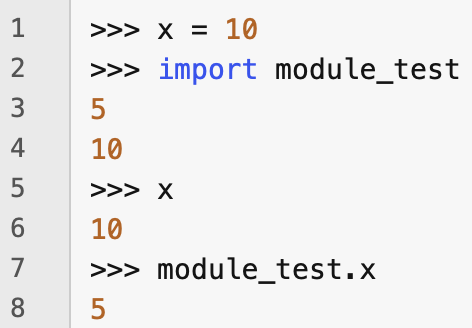 1 >>> x = 10
2 >>> import module_test
3 5
4 10
5 >>> x
6 10
7 >>> module_test.x
8 5